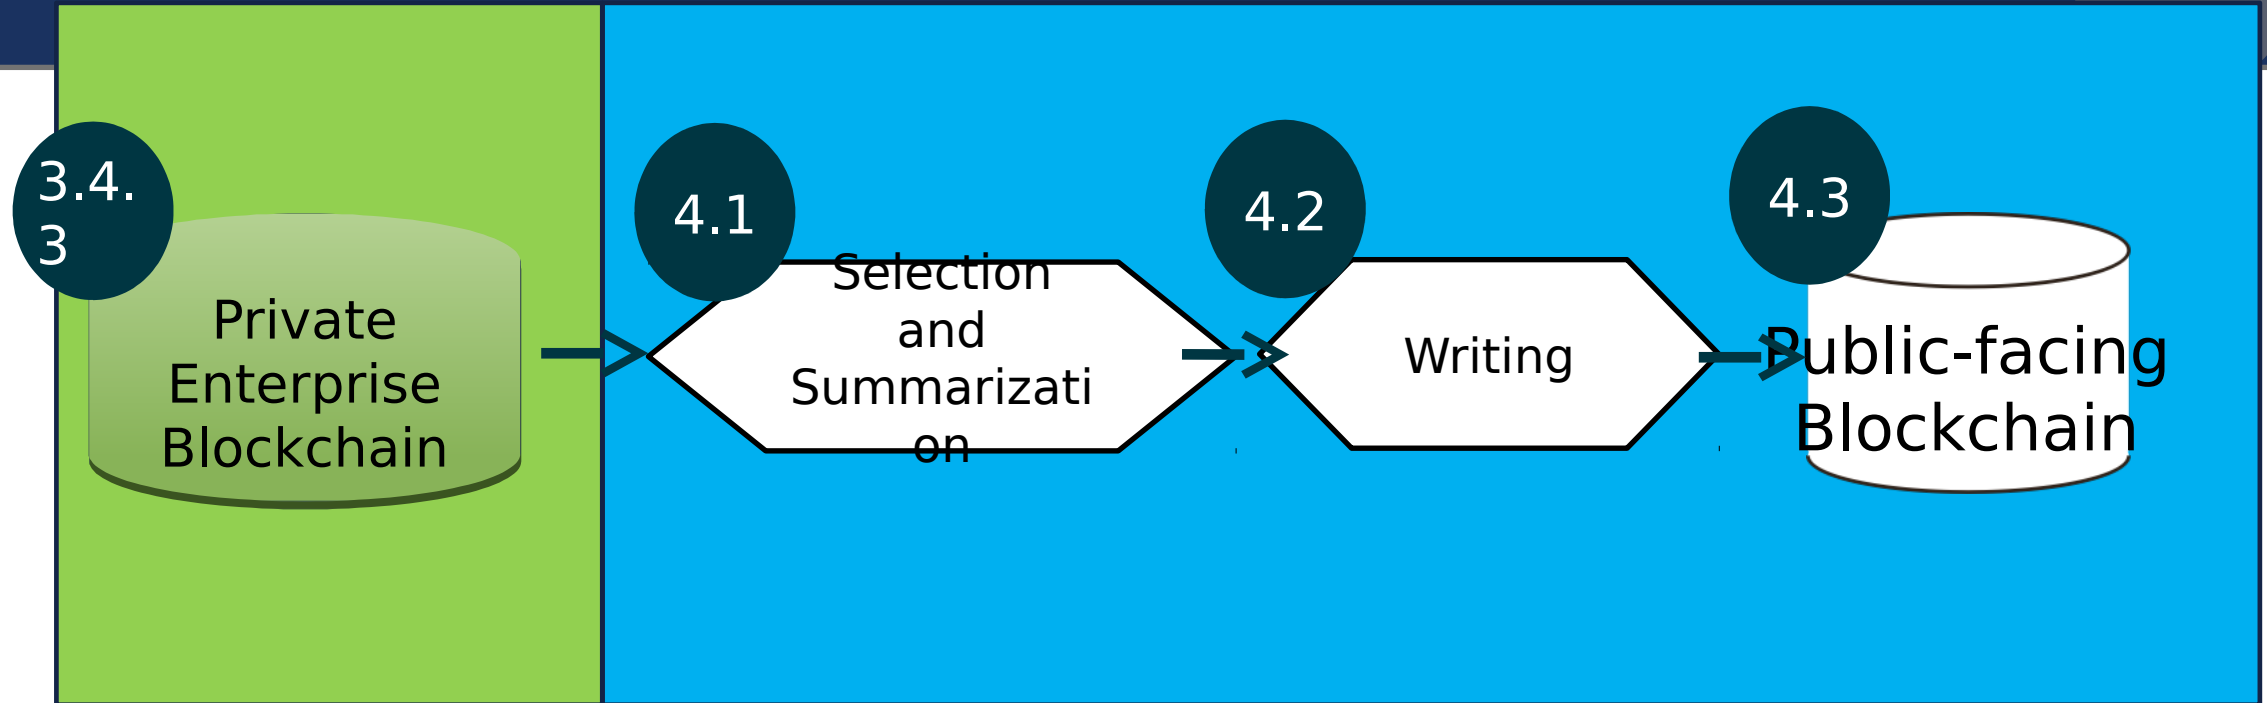 3.4.
3
Private
Enterprise
Blockchain
4.1
Selection
and
Summarizati
on
4.2
Writing
4.3
Public-facing
Blockchain